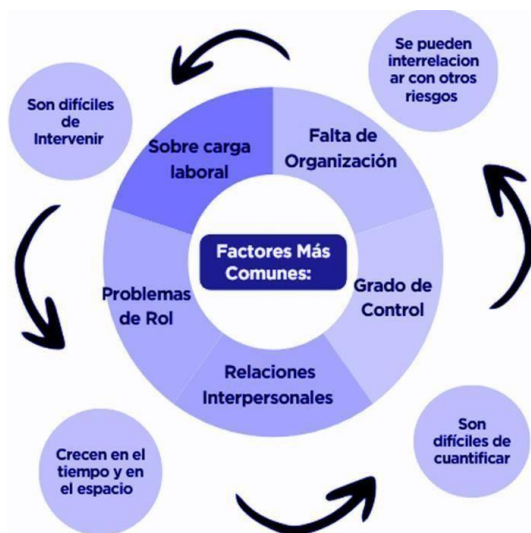 Se pueden
interrelacion
ar con otros
riesgos
Son difíciles
de
Intervenir
Sobre carga
laboral
Falta de
Organización
Factores Más
Comunes:
Problemas
de Rol
Grado de
Control
Relaciones
Interpersonales
Crecen en el
tiempo y en
el espacio
Son
difíciles de
cuantificar